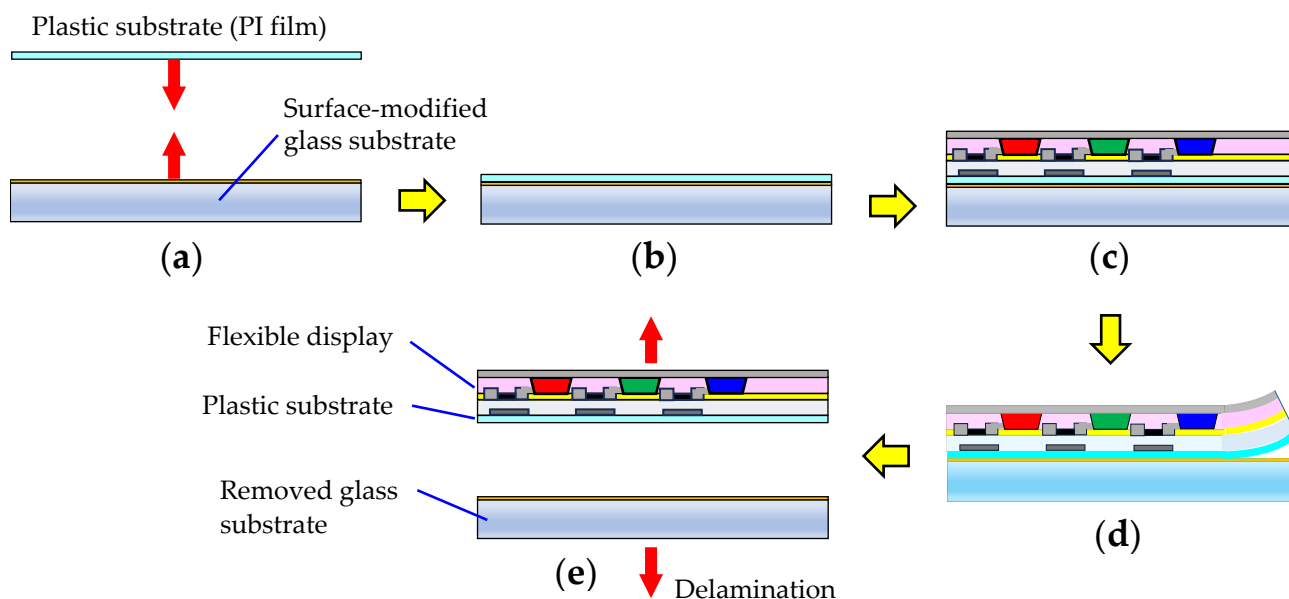 Plastic substrate (PI film)
Surface-modified
glass substrate
(a)
(b)
(c)
Flexible display
Plastic substrate
Removed glass
substrate
(d)
(e)
Delamination